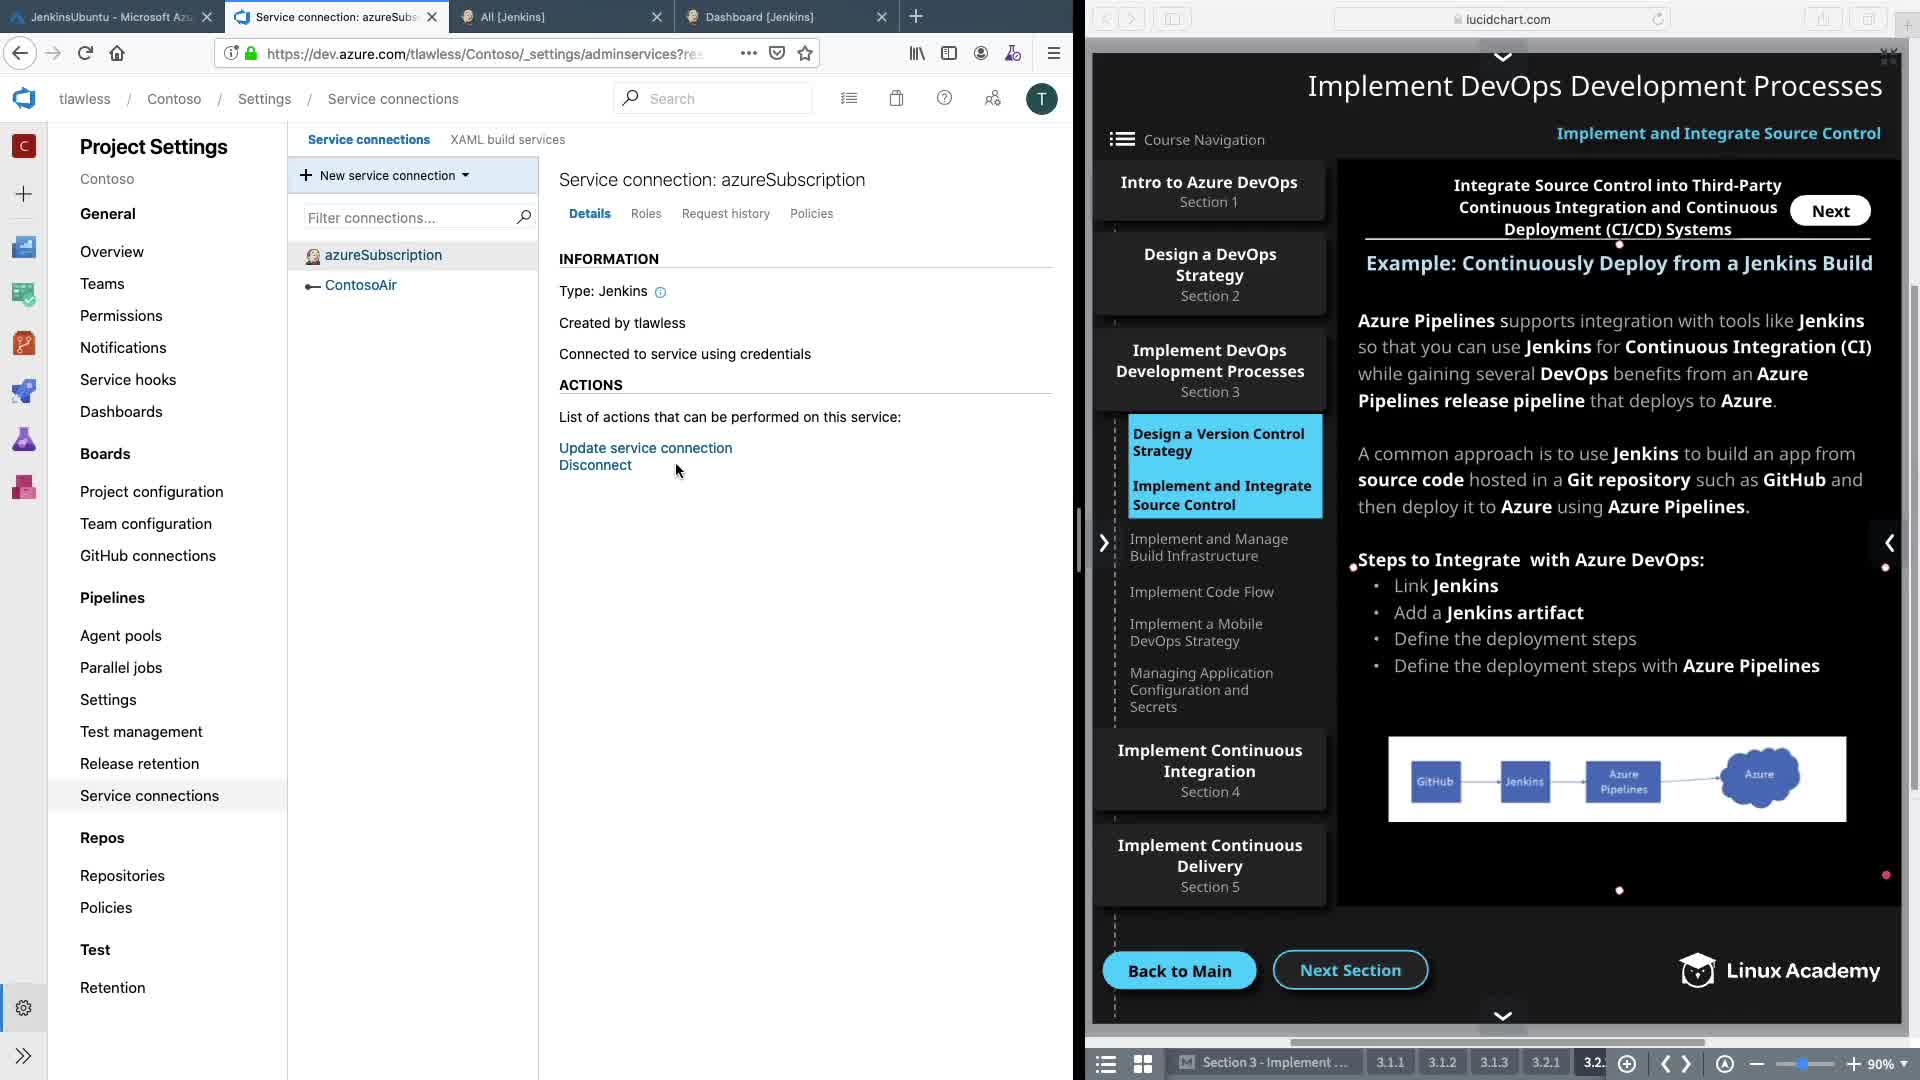 JenkinsUbuntu - Microsoft Azu
Service connection: azureSubs
All [Jenkins]
Dashboard [Jenkins]
https://dev.azure.com/tlawless/Contoso/_settings/adminservices?re
tlawless / Contoso / Settings / Service connections
Search
T
C
Project Settings
Contoso
General
Overview
Teams
Permissions
Notifications
Service hooks
Dashboards
Boards
Project configuration
Team configuration
GitHub connections
Pipelines
Agent pools
Parallel jobs
Settings
Test management
Release retention
Service connections
Repos
Repositories
Policies
Test
Retention
Service connections
XAML build services
New service connection
Filter connections...
azureSubscription
ContosoAir
Service connection: azureSubscription
Details
Roles
Request history
Policies
INFORMATION
Type: Jenkins
Created by tlawless
Connected to service using credentials
ACTIONS
List of actions that can be performed on this service:
Update service connection
Disconnect
lucidchart.com
Implement DevOps Development Processes
Implement and Integrate Source Control
Course Navigation
Intro to Azure DevOps
Section 1
Design a DevOps
Strategy
Section 2
Implement DevOps
Development Processes
Section 3
Design a Version Control
Strategy
Implement and Integrate
Source Control
Implement and Manage
Build Infrastructure
Implement Code Flow
Implement a Mobile
DevOps Strategy
Managing Application
Configuration and
Secrets
Implement Continuous
Integration
Section 4
Implement Continuous
Delivery
Section 5
Integrate Source Control into Third-Party
Continuous Integration and Continuous
Deployment (CI/CD) Systems
Next
Example: Continuously Deploy from a Jenkins Build
Azure Pipelines supports integration with tools like Jenkins
so that you can use Jenkins for Continuous Integration (CI)
while gaining several DevOps benefits from an Azure
Pipelines release pipeline that deploys to Azure.
A common approach is to use Jenkins to build an app from
source code hosted in a Git repository such as GitHub and
then deploy it to Azure using Azure Pipelines.
Steps to Integrate with Azure DevOps:
• Link Jenkins
• Add a Jenkins artifact
• Define the deployment steps
• Define the deployment steps with Azure Pipelines
GitHub
Jenkins
Azure
Pipelines
Azure
Back to Main
Next Section
Linux Academy
M
Section 3 - Implement ...
3.1.1
3.1.2
3.1.3
3.2.1
3.2.
90%